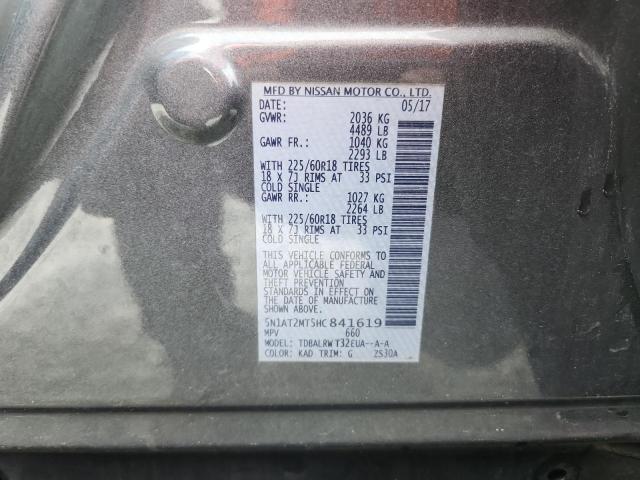 MFD BY NISSAN MOTOR CO., LTD.
DATE: 05/17
GVWR: 2036 KG
4489 LB
GAWR FR.: 1040 KG
2293 LB
WITH 225/60R18 TIRES
18 X 7J RIMS AT 33 PSI
COLD SINGLE
GAWR RR.: 1027 KG
2264 LB
WITH 225/60R18 TIRES
18 X 7J RIMS AT 33 PSI
COLD SINGLE
THIS VEHICLE CONFORMS TO
ALL APPLICABLE FEDERAL
MOTOR VEHICLE SAFETY AND
THEFT PREVENTION
STANDARDS IN EFFECT ON
THE DATE OF MANUFACTURE
SHOWN ABOVE.
5N1AT2MT5HC841619
MPV 660
MODEL: TDBALRW T32EUA--A-A
COLOR: KAD TRIM: G 2S30A